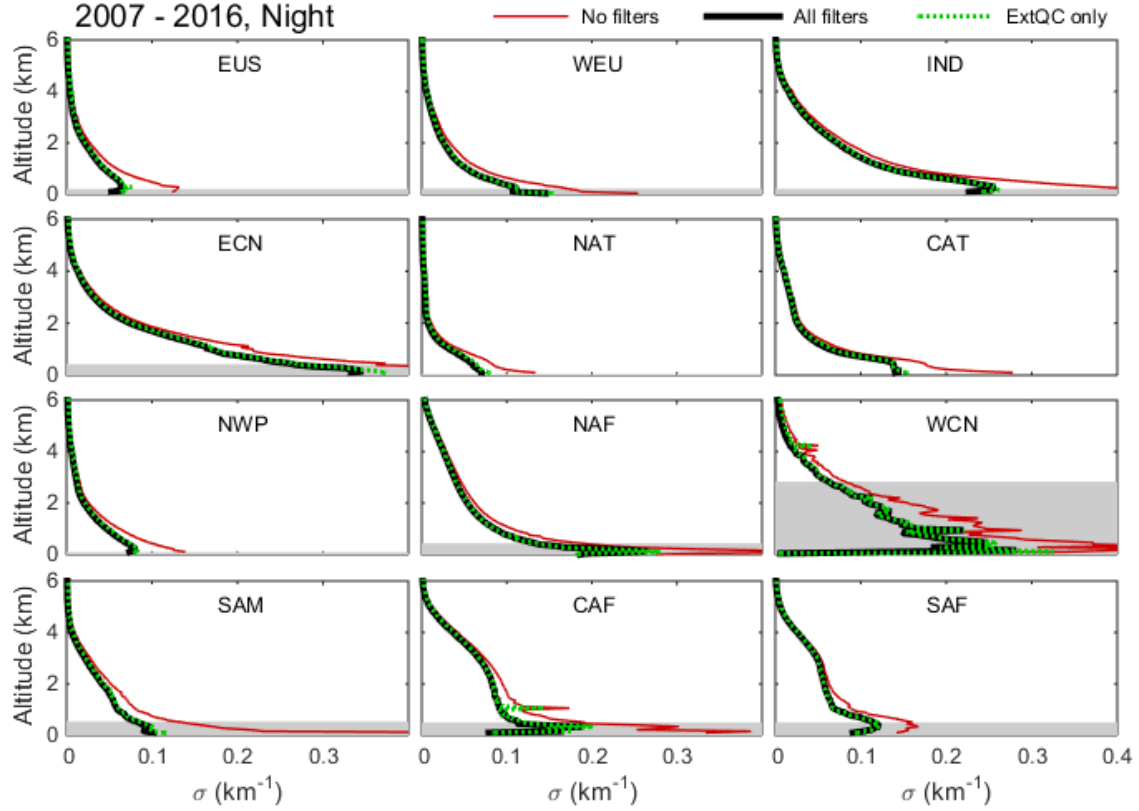 2007 - 2016, Night
No filters
All filters
ExtQC only
Altitude (km)
6
4
2
0
EUS
WEU
IND
Altitude (km)
6
4
2
0
ECN
NAT
CAT
Altitude (km)
6
4
2
0
NWP
NAF
WCN
Altitude (km)
6
4
2
0
SAM
CAF
SAF
0 0.1 0.2 0.3 0 0.1 0.2 0.3 0 0.1 0.2 0.3 0.4
σ (km⁻¹) σ (km⁻¹) σ (km⁻¹)